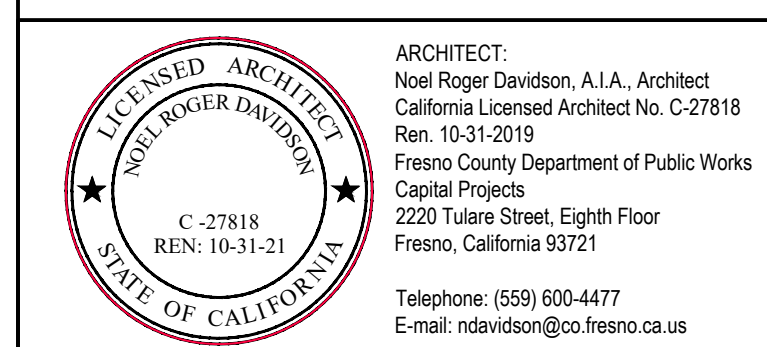 LICENSED ARCHITECT
NOEL ROGER DAVIDSON
C -27818
REN: 10-31-21
STATE OF CALIFORNIA
ARCHITECT:
Noel Roger Davidson, A.I.A., Architect
California Licensed Architect No. C-27818
Ren. 10-31-2019
Fresno County Department of Public Works
Capital Projects
2220 Tulare Street, Eighth Floor
Fresno, California 93721
Telephone: (559) 600-4477
E-mail: ndavidson@co.fresno.ca.us